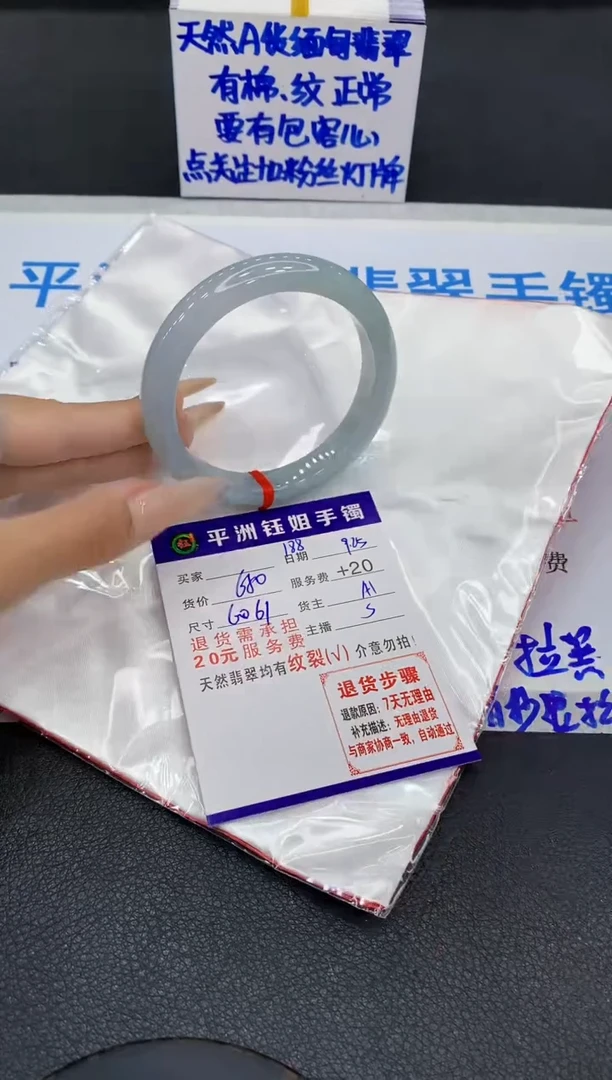 天然A货缅甸翡翠
有棉、纹 正常
要有包容心
点关注加粉丝灯牌
平 翡翠手镯
平洲钰姐手镯
188 9.25
买家 日期
680 +20
货价 服务费
6061 A1
尺寸 货主
S
退货需承担 主播
20元服务费
天然翡翠均有纹裂(√) 介意勿拍!
退货步骤
退款原因：7天无理由
补充描述：无理由退货
与商家协商一致，自动通过
费
拉黑